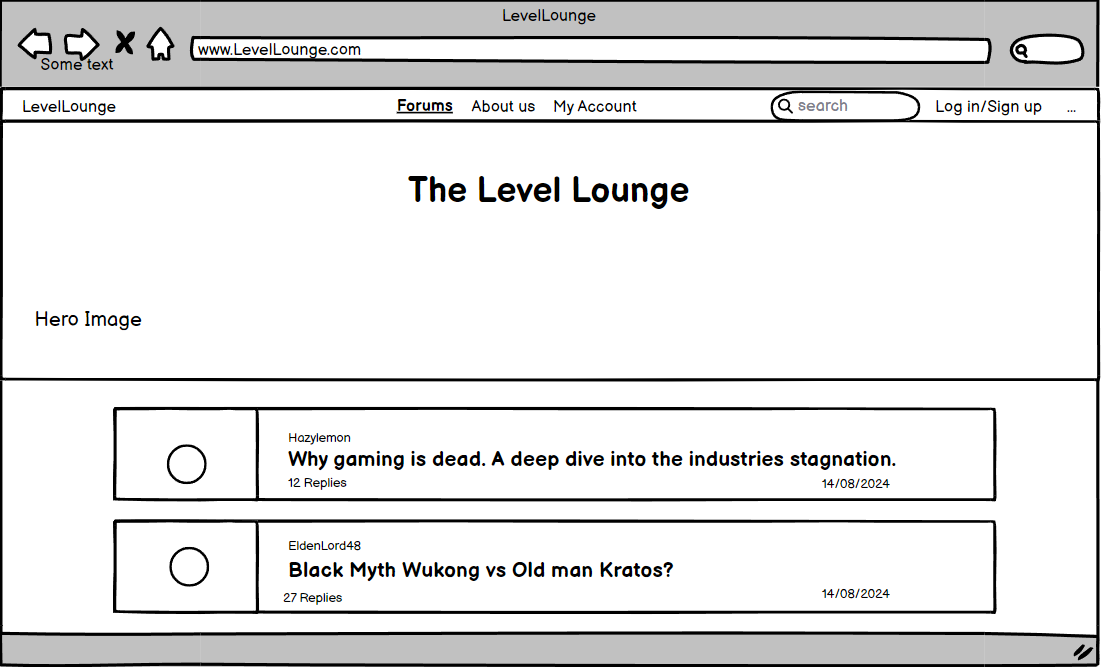 LevelLounge
www.LevelLounge.com
Some text
LevelLounge Forums About us My Account search Log in/Sign up ...
The Level Lounge
Hero Image
Hazylemon
Why gaming is dead. A deep dive into the industries stagnation.
12 Replies 14/08/2024
EldenLord48
Black Myth Wukong vs Old man Kratos?
27 Replies 14/08/2024